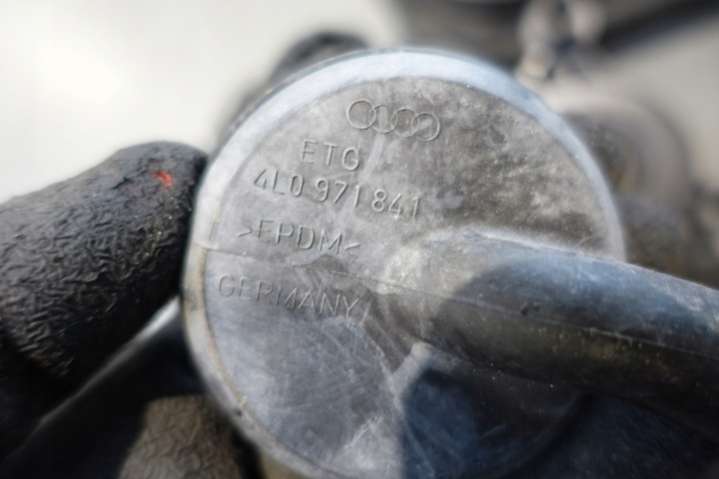 ETG
4L0 971 841
>EPDM<
GERMANY